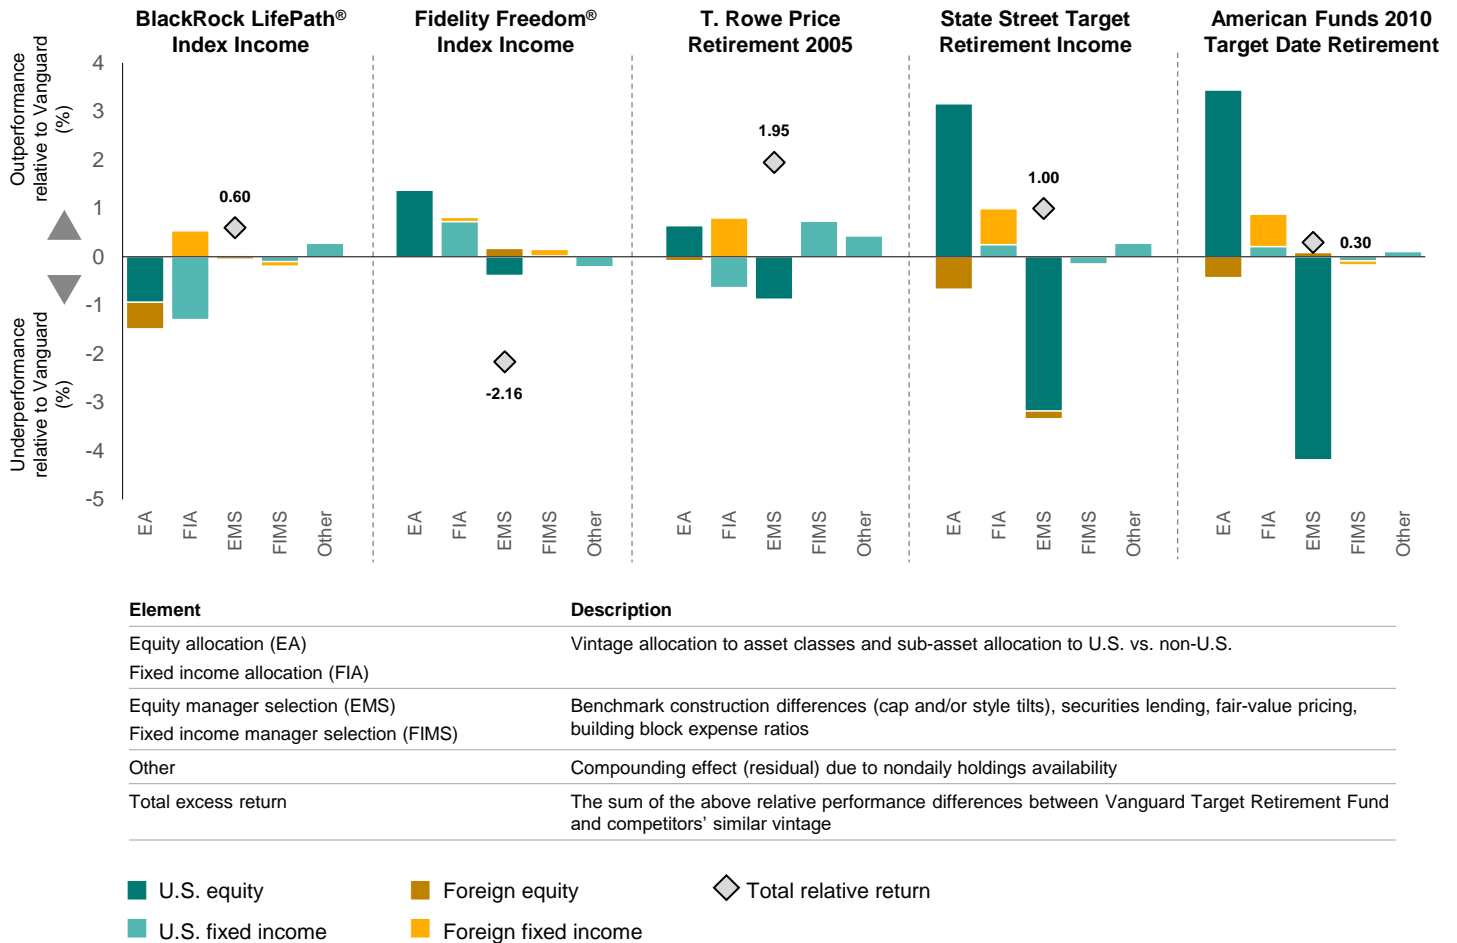 BlackRock LifePath®
Index Income
Fidelity Freedom®
Index Income
T. Rowe Price
Retirement 2005
State Street Target
Retirement Income
American Funds 2010
Target Date Retirement
Outperformance
relative to Vanguard
(%)
Underperformance
relative to Vanguard
(%)
4
3
2
1
0
-1
-2
-3
-4
-5
0.60
-2.16
1.95
1.00
0.30
EA
FIA
EMS
FIMS
Other
EA
FIA
EMS
FIMS
Other
EA
FIA
EMS
FIMS
Other
EA
FIA
EMS
FIMS
Other
EA
FIA
EMS
FIMS
Other
Element
Description
Equity allocation (EA)
Vintage allocation to asset classes and sub-asset allocation to U.S. vs. non-U.S.
Fixed income allocation (FIA)
Equity manager selection (EMS)
Benchmark construction differences (cap and/or style tilts), securities lending, fair-value pricing,
Fixed income manager selection (FIMS)
building block expense ratios
Other
Compounding effect (residual) due to nondaily holdings availability
Total excess return
The sum of the above relative performance differences between Vanguard Target Retirement Fund
and competitors' similar vintage
U.S. equity
Foreign equity
Total relative return
U.S. fixed income
Foreign fixed income